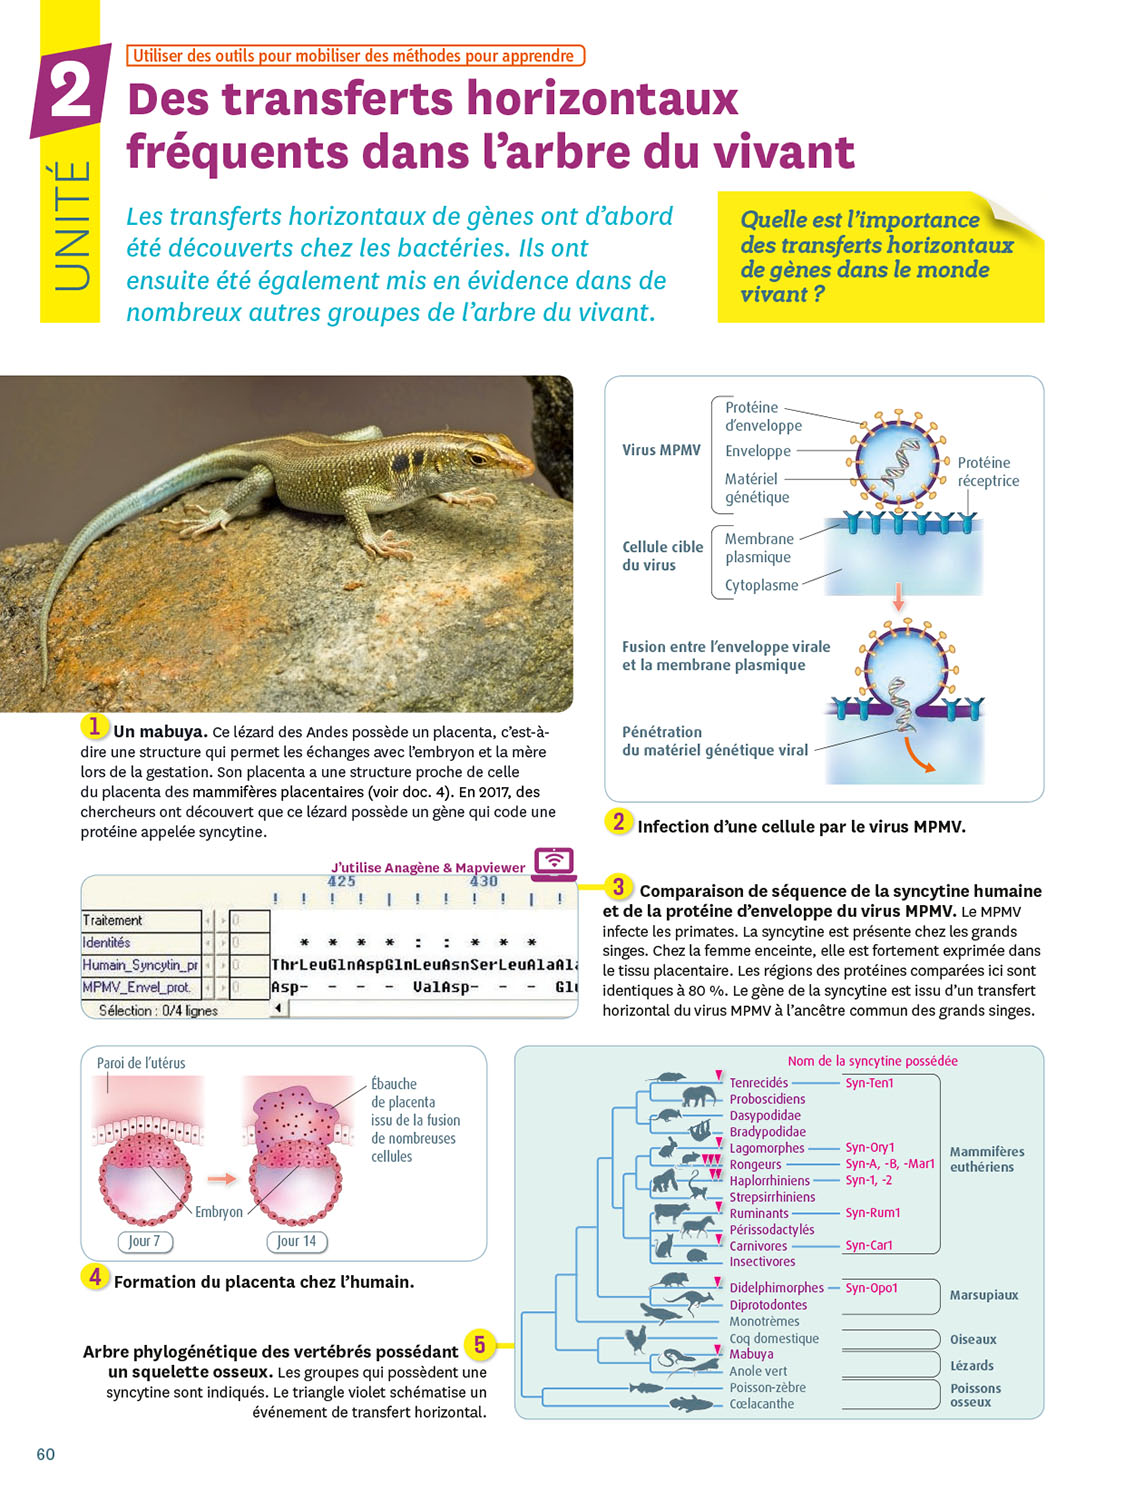 Utiliser des outils pour mobiliser des méthodes pour apprendre
2
UNITÉ
Des transferts horizontaux
fréquents dans l'arbre du vivant
Les transferts horizontaux de gènes ont d'abord
été découverts chez les bactéries. Ils ont
ensuite été également mis en évidence dans de
nombreux autres groupes de l'arbre du vivant.
Quelle est l'importance
des transferts horizontaux
de gènes dans le monde
vivant ?
1 Un mabuya. Ce lézard des Andes possède un placenta, c'est-à-
dire une structure qui permet les échanges avec l'embryon et la mère
lors de la gestation. Son placenta a une structure proche de celle
du placenta des mammifères placentaires (voir doc. 4). En 2017, des
chercheurs ont découvert que ce lézard possède un gène qui code une
protéine appelée syncytine.
Virus MPMV
Protéine
d'enveloppe
Enveloppe
Matériel
génétique
Protéine
réceptrice
Cellule cible
du virus
Membrane
plasmique
Cytoplasme
Fusion entre l'enveloppe virale
et la membrane plasmique
Pénétration
du matériel génétique viral
2 Infection d'une cellule par le virus MPMV.
J'utilise Anagène & Mapviewer
425 430
! ! ! ! | ! ! ! ! | !
Traitement 0
Identités 0 * * * * : : * * *
Humain_Syncytin_pr 0 ThrLeuGlnAspGlnLeuAsnSerLeuAlaAla
MPMV_Envel_prot. 0 Asp- - - - ValAsp- - - Glu
Sélection : 0/4 lignes
3 Comparaison de séquence de la syncytine humaine
et de la protéine d'enveloppe du virus MPMV. Le MPMV
infecte les primates. La syncytine est présente chez les grands
singes. Chez la femme enceinte, elle est fortement exprimée dans
le tissu placentaire. Les régions des protéines comparées ici sont
identiques à 80 %. Le gène de la syncytine est issu d'un transfert
horizontal du virus MPMV à l'ancêtre commun des grands singes.
Paroi de l'utérus
Ébauche
de placenta
issu de la fusion
de nombreuses
cellules
Embryon
Jour 7
Jour 14
4 Formation du placenta chez l'humain.
Arbre phylogénétique des vertébrés possédant 5
un squelette osseux. Les groupes qui possèdent une
syncytine sont indiqués. Le triangle violet schématise un
événement de transfert horizontal.
Nom de la syncytine possédée
Tenrecidés Syn-Ten1
Proboscidiens
Dasypodidae
Bradypodidae
Lagomorphes Syn-Ory1
Rongeurs Syn-A, -B, -Mar1
Haplorrhiniens Syn-1, -2
Strepsirrhiniens
Ruminants Syn-Rum1
Périssodactylés
Carnivores Syn-Car1
Insectivores
Mammifères
euthériens
Didelphimorphes Syn-Opo1
Diprotodontes
Marsupiaux
Monotrèmes
Coq domestique
Oiseaux
Mabuya
Anole vert
Lézards
Poisson-zèbre
Cœlacanthe
Poissons
osseux
60